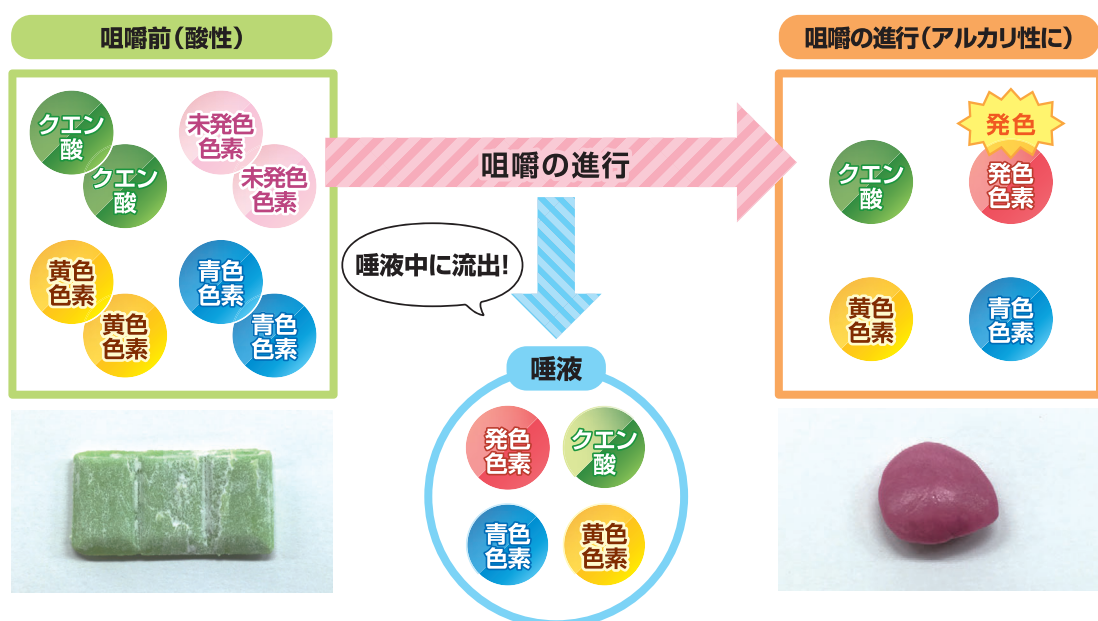 咀嚼前（酸性）
クエン
酸
クエン
酸
未発色
色素
未発色
色素
黄色
色素
黄色
色素
青色
色素
青色
色素
咀嚼の進行
唾液中に流出!
唾液
発色
色素
クエン
酸
青色
色素
黄色
色素
咀嚼の進行（アルカリ性に）
クエン
酸
発色
発色
色素
黄色
色素
青色
色素